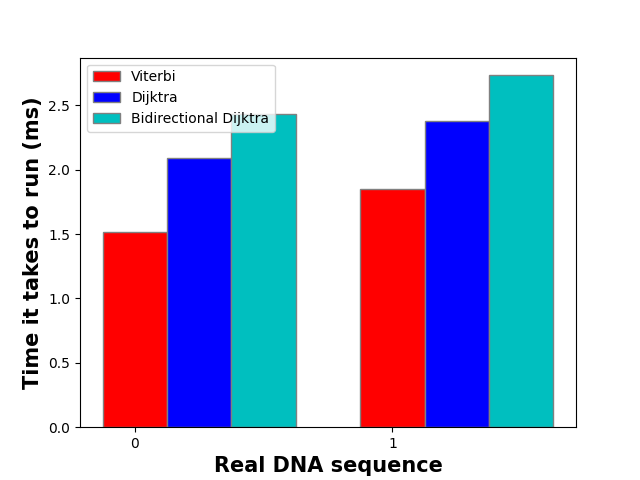 Viterbi
Dijktra
Bidirectional Dijktra
Time it takes to run (ms)
2.5
2.0
1.5
1.0
0.5
0.0
0 1
Real DNA sequence